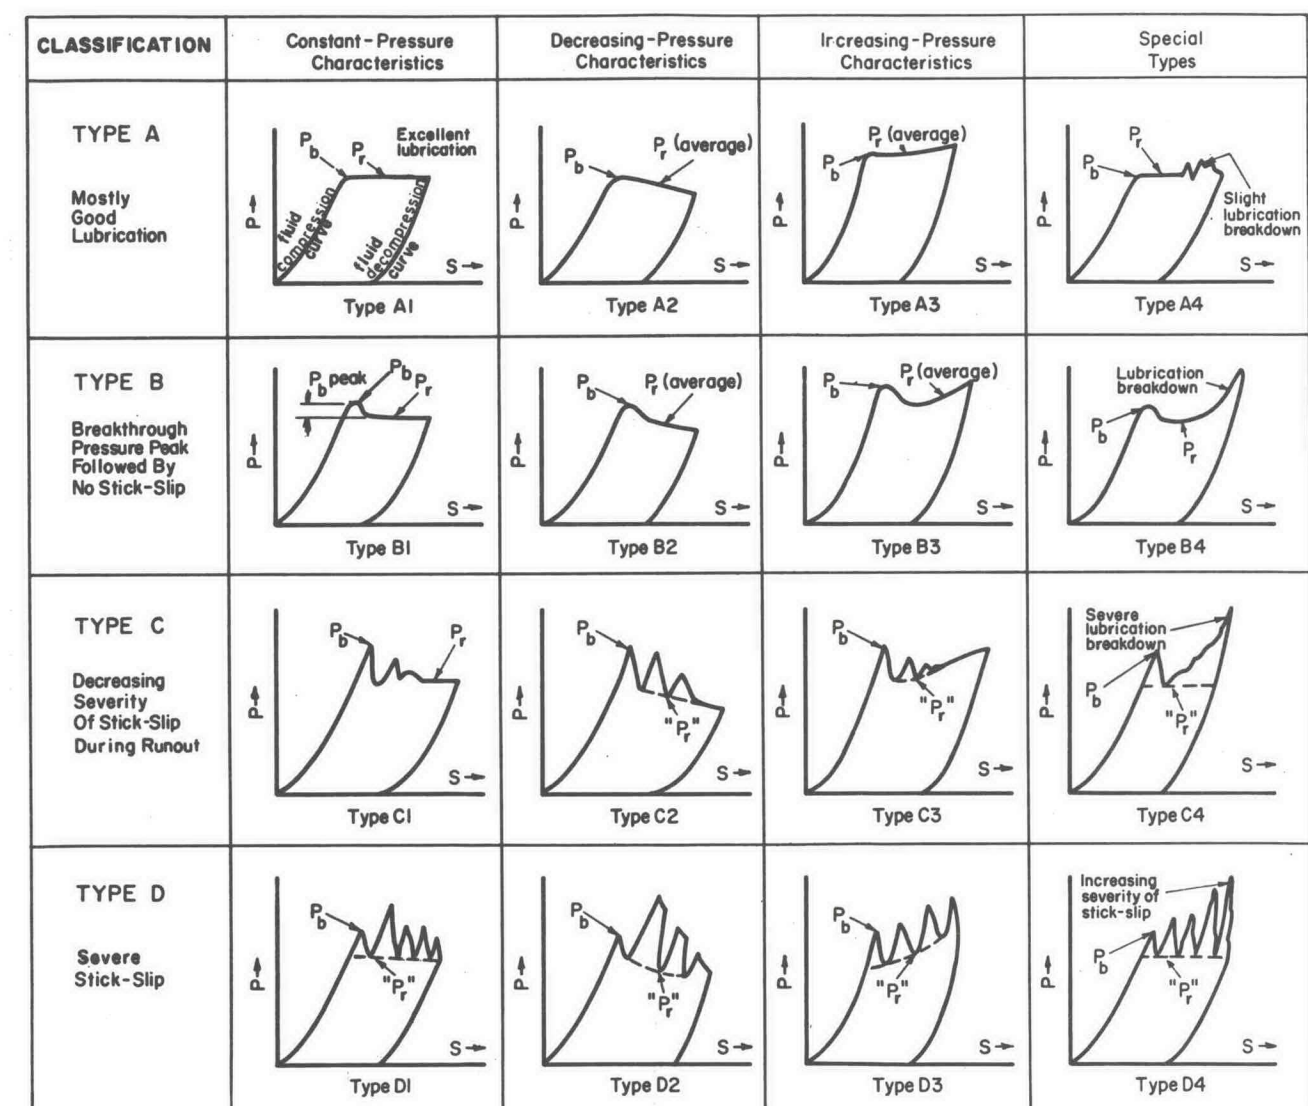 CLASSIFICATION
Constant-Pressure
Characteristics
Decreasing-Pressure
Characteristics
Increasing-Pressure
Characteristics
Special
Types
TYPE A
Mostly
Good
Lubrication
Pb
Pr
Excellent
lubrication
fluid
compression
curve
fluid
decompression
curve
P→
S→
Type A1
Pb
Pr (average)
P→
S→
Type A2
Pr (average)
Pb
P→
S→
Type A3
Pr
Pb
Slight
lubrication
breakdown
P→
S→
Type A4
TYPE B
Breakthrough
Pressure Peak
Followed By
No Stick-Slip
Pb peak
Pb
Pr
P→
S→
Type B1
Pb
Pr (average)
P→
S→
Type B2
Pb
Pr (average)
P→
S→
Type B3
Lubrication
breakdown
Pb
Pr
P→
S→
Type B4
TYPE C
Decreasing
Severity
Of Stick-Slip
During Runout
Pb
Pr
P→
S→
Type C1
Pb
"Pr"
P→
S→
Type C2
Pb
"Pr"
P→
S→
Type C3
Severe
lubrication
breakdown
Pb
"Pr"
P→
S→
Type C4
TYPE D
Severe
Stick-Slip
Pb
"Pr"
P→
S→
Type D1
Pb
"Pr"
P→
S→
Type D2
Pb
"Pr"
P→
S→
Type D3
Increasing
severity of
stick-slip
Pb
"Pr"
P→
S→
Type D4